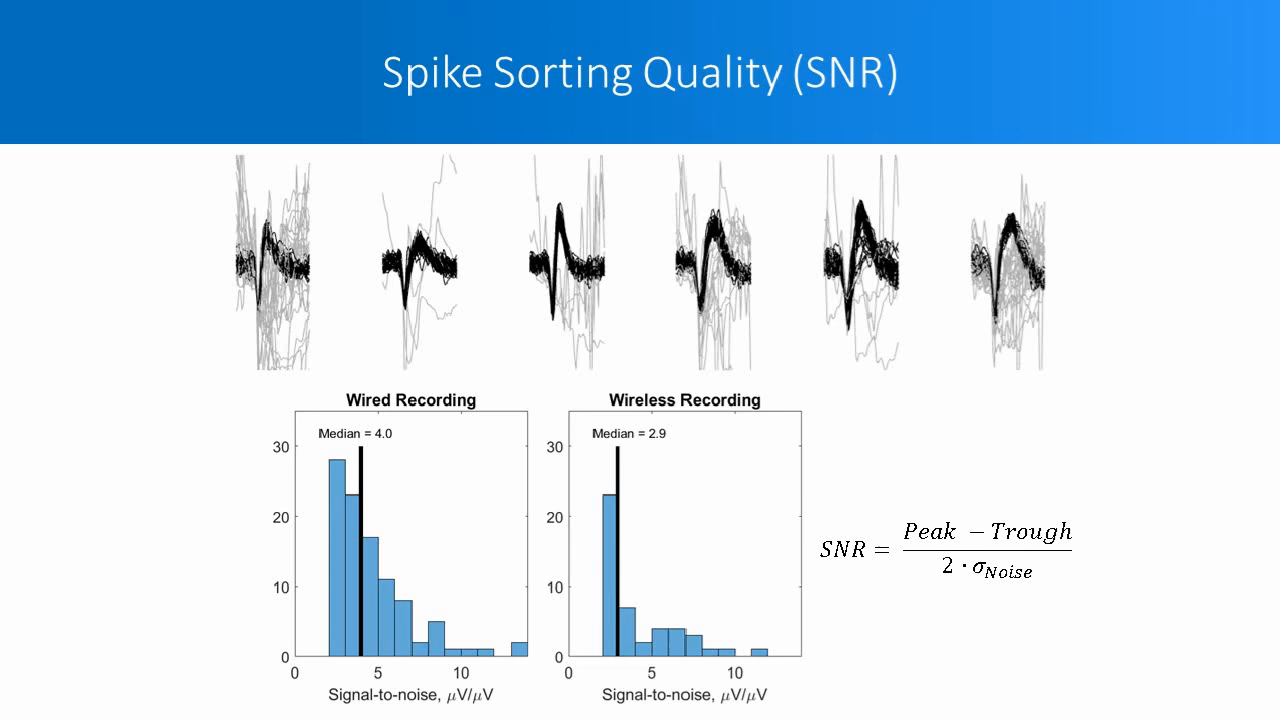 Spike Sorting Quality (SNR)
Wired Recording
Median = 4.0
30
20
10
0
0 5 10
Signal-to-noise, μV/μV
Wireless Recording
Median = 2.9
30
20
10
0
0 5 10
Signal-to-noise, μV/μV
SNR = Peak − Trough
2 · σNoise